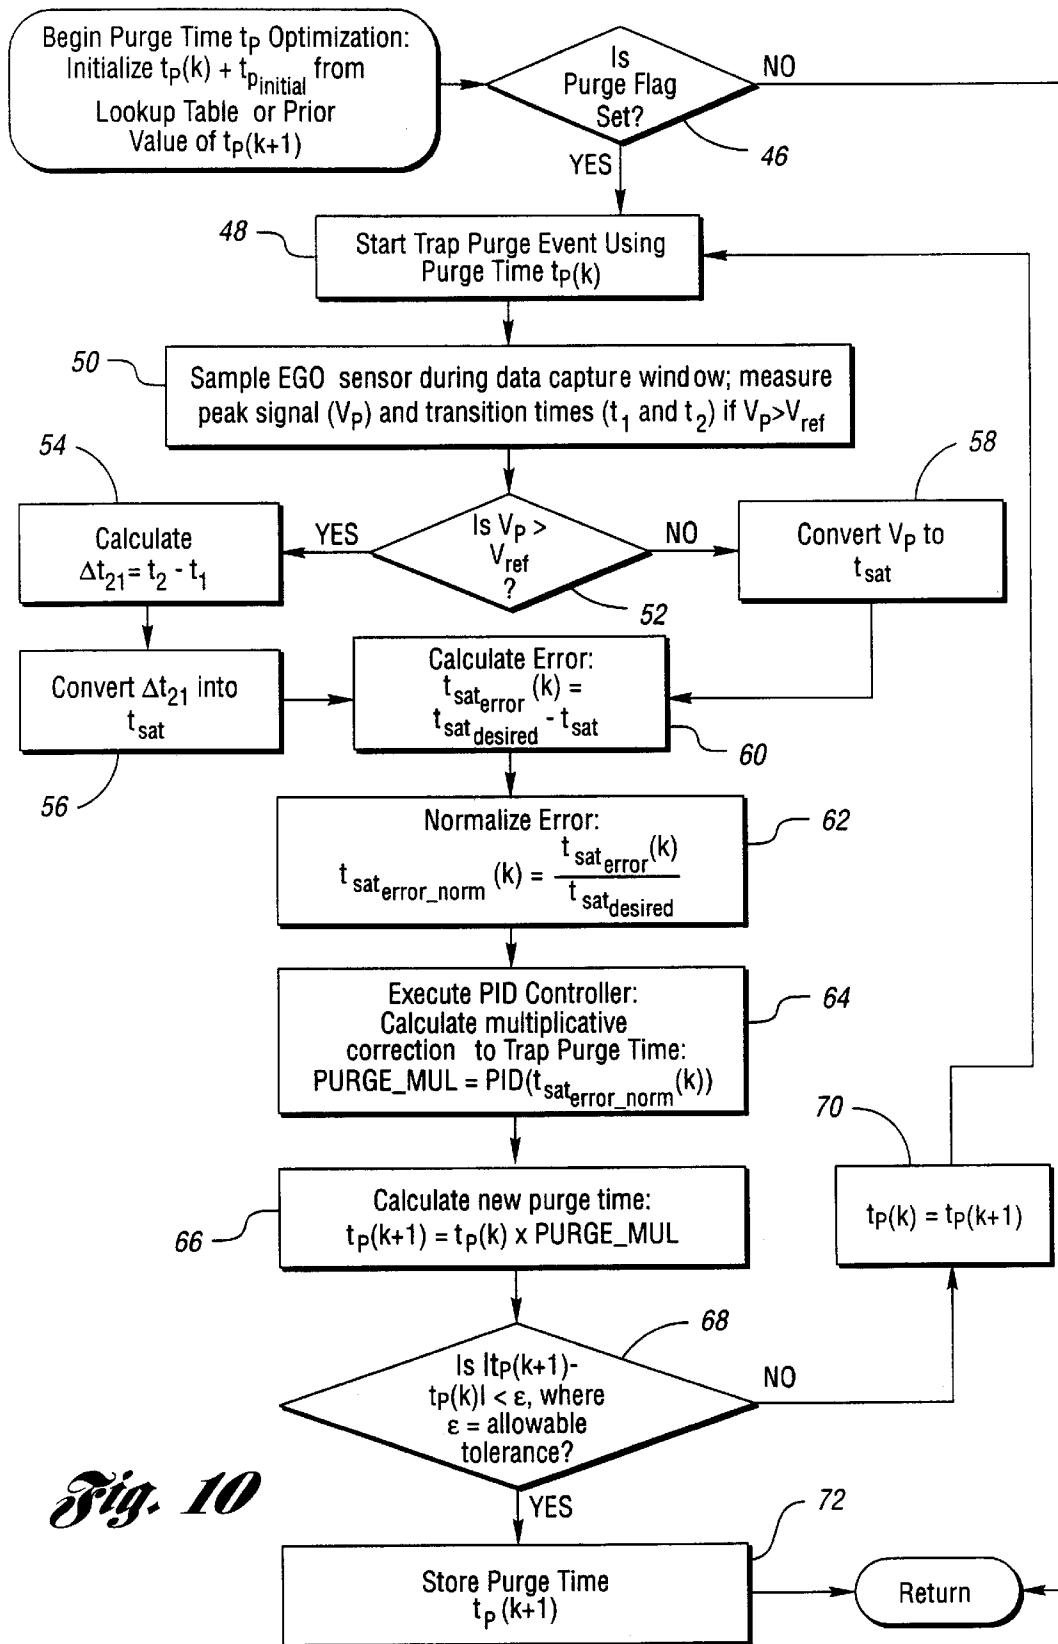 Begin Purge Time tP Optimization:
Initialize tP(k) + tPinitial from
Lookup Table or Prior
Value of tP(k+1)
Is
Purge Flag
Set?
NO
46
YES
48
Start Trap Purge Event Using
Purge Time tP(k)
50
Sample EGO sensor during data capture window; measure
peak signal (VP) and transition times (t1 and t2) if VP>Vref
54
58
Calculate
Δt21 = t2 - t1
YES
Is VP >
Vref
?
NO
52
Convert VP to
tsat
Convert Δt21 into
tsat
56
Calculate Error:
tsaterror (k) =
tsatdesired - tsat
60
Normalize Error:
tsaterror_norm (k) = tsaterror(k)
tsatdesired
62
Execute PID Controller:
Calculate multiplicative
correction to Trap Purge Time:
PURGE_MUL = PID(tsaterror_norm(k))
64
Calculate new purge time:
tP(k+1) = tP(k) x PURGE_MUL
66
70
tP(k) = tP(k+1)
68
Is |tP(k+1)-
tP(k)| < ε, where
ε = allowable
tolerance?
NO
YES
Fig. 10
72
Store Purge Time
tP (k+1)
Return